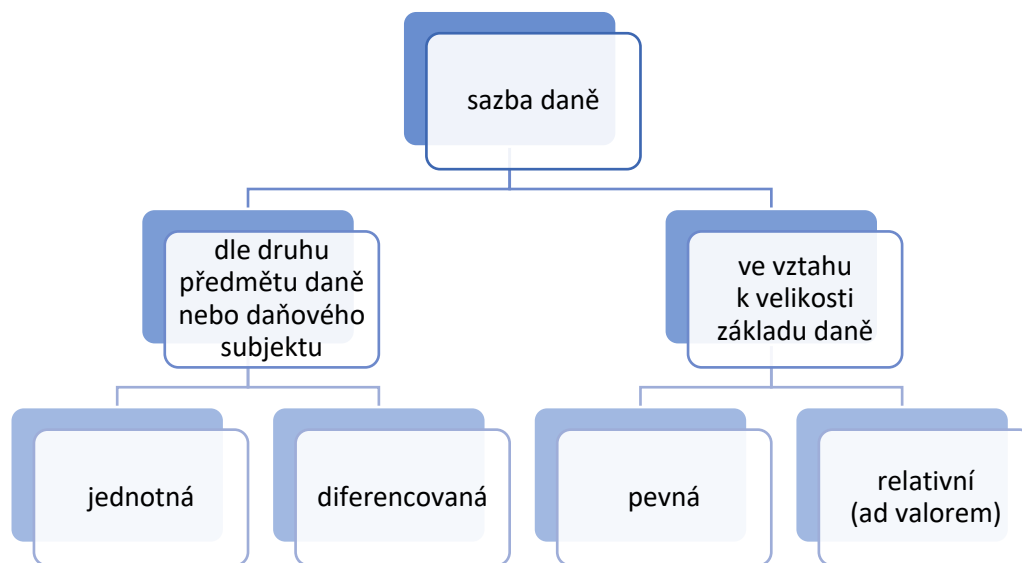 sazba daně
dle druhu
předmětu daně
nebo daňového
subjektu
ve vztahu
k velikosti
základu daně
jednotná
diferencovaná
pevná
relativní
(ad valorem)